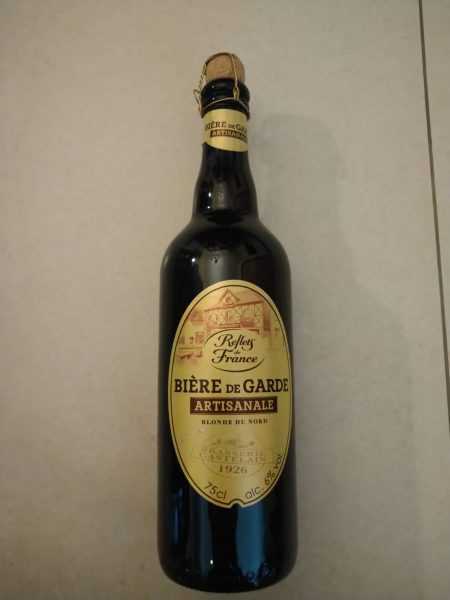 BIÈRE DE GARDE
ARTISANALE
Reflets
de
France
BIÈRE DE GARDE
ARTISANALE
BLONDE DU NORD
BRASSERIE
CASTELAIN
1926
75cl alc. 6% vol.